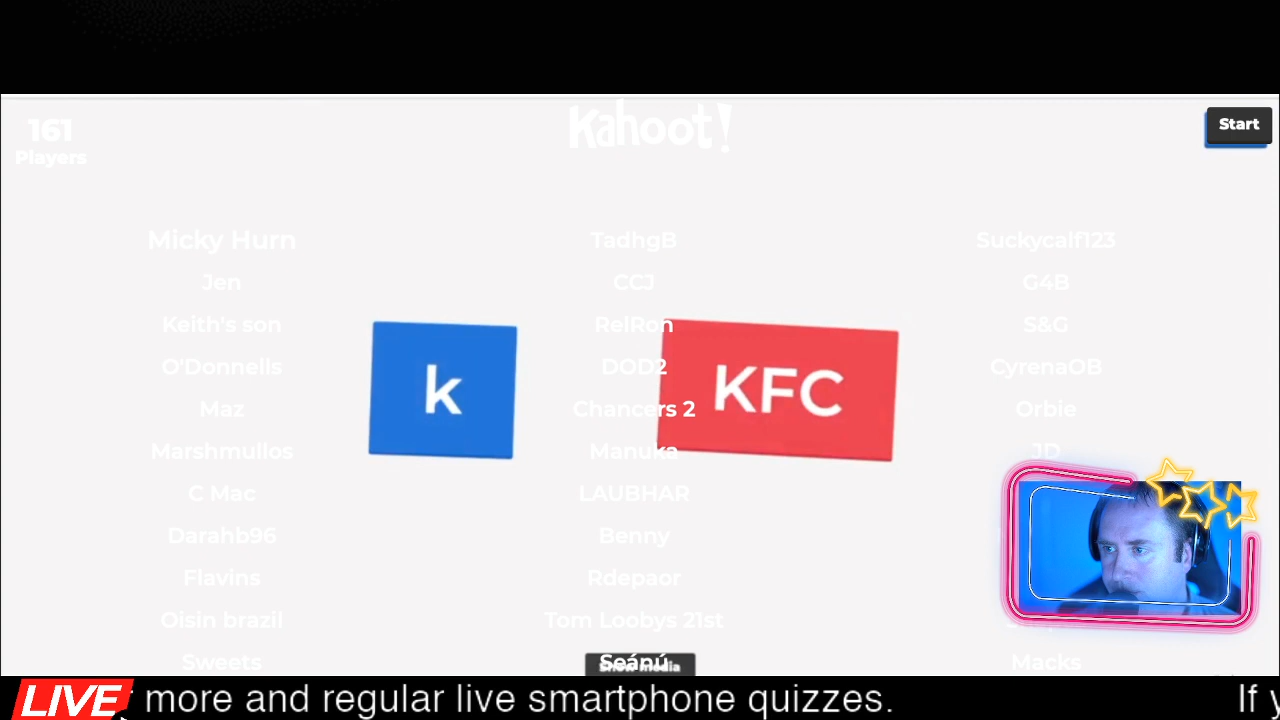 161
Players
Kahoot!
Start
Micky Hurn
TadhgB
Suckycalf123
Jen
CCJ
G4B
Keith's son
RelRon
S&G
O'Donnells
DOD2
CyrenaOB
k
KFC
Maz
Chancers 2
Orbie
Marshmullos
Manuka
JD
C Mac
LAUBHAR
Darahb96
Benny
Flavins
Rdepaor
Oisin brazil
Tom Loobys 21st
Sweets
Seánú
Macks
LIVE
more and regular live smartphone quizzes.
If